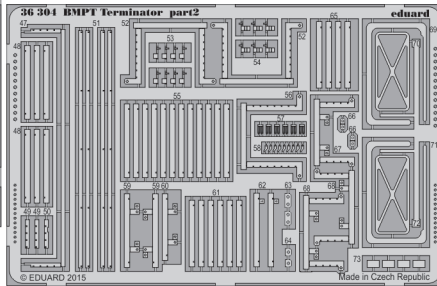 36 304 BMPT Terminator part2 eduard
47 51 52 65 69
53 54 52 70
48
55 56 57 66
58 66 67
48 71
59 59 60 61 62 63 68 68
49 49 50 64 72
73
© EDUARD 2015 Made in Czech Republic